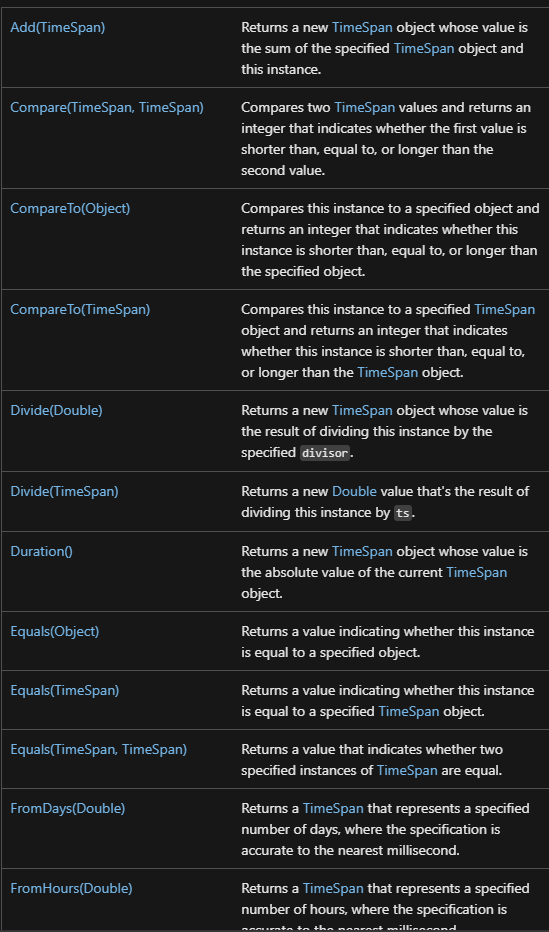 Add(TimeSpan)
Returns a new TimeSpan object whose value is
the sum of the specified TimeSpan object and
this instance.
Compare(TimeSpan, TimeSpan)
Compares two TimeSpan values and returns an
integer that indicates whether the first value is
shorter than, equal to, or longer than the
second value.
CompareTo(Object)
Compares this instance to a specified object and
returns an integer that indicates whether this
instance is shorter than, equal to, or longer than
the specified object.
CompareTo(TimeSpan)
Compares this instance to a specified TimeSpan
object and returns an integer that indicates
whether this instance is shorter than, equal to,
or longer than the TimeSpan object.
Divide(Double)
Returns a new TimeSpan object whose value is
the result of dividing this instance by the
specified divisor.
Divide(TimeSpan)
Returns a new Double value that's the result of
dividing this instance by ts.
Duration()
Returns a new TimeSpan object whose value is
the absolute value of the current TimeSpan
object.
Equals(Object)
Returns a value indicating whether this instance
is equal to a specified object.
Equals(TimeSpan)
Returns a value indicating whether this instance
is equal to a specified TimeSpan object.
Equals(TimeSpan, TimeSpan)
Returns a value that indicates whether two
specified instances of TimeSpan are equal.
FromDays(Double)
Returns a TimeSpan that represents a specified
number of days, where the specification is
accurate to the nearest millisecond.
FromHours(Double)
Returns a TimeSpan that represents a specified
number of hours, where the specification is
accurate to the nearest millisecond.